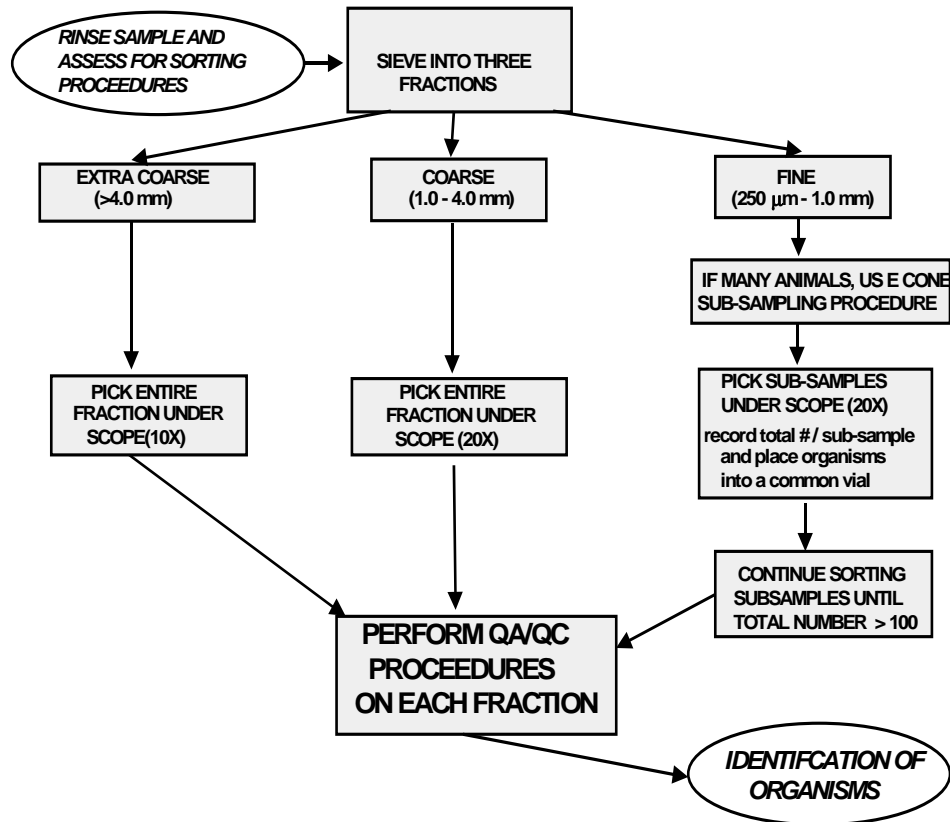 RINSE SAMPLE AND
ASSESS FOR SORTING
PROCEEDURES
SIEVE INTO THREE
FRACTIONS
EXTRA COARSE
(>4.0 mm)
COARSE
(1.0 - 4.0 mm)
FINE
(250 μm - 1.0 mm)
IF MANY ANIMALS, US E CONE
SUB-SAMPLING PROCEDURE
PICK ENTIRE
FRACTION UNDER
SCOPE(10X)
PICK ENTIRE
FRACTION UNDER
SCOPE (20X)
PICK SUB-SAMPLES
UNDER SCOPE (20X)
record total # / sub-sample
and place organisms
into a common vial
CONTINUE SORTING
SUBSAMPLES UNTIL
TOTAL NUMBER > 100
PERFORM QA/QC
PROCEEDURES
ON EACH FRACTION
IDENTIFCATION OF
ORGANISMS